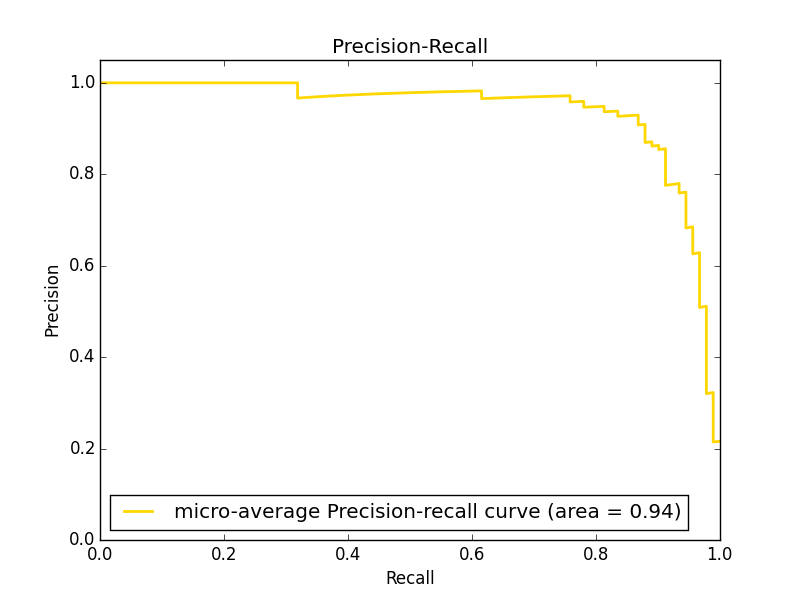 Precision-Recall
1.0
0.8
0.6
0.4
0.2
0.0
Precision
micro-average Precision-recall curve (area = 0.94)
0.0 0.2 0.4 0.6 0.8 1.0
Recall